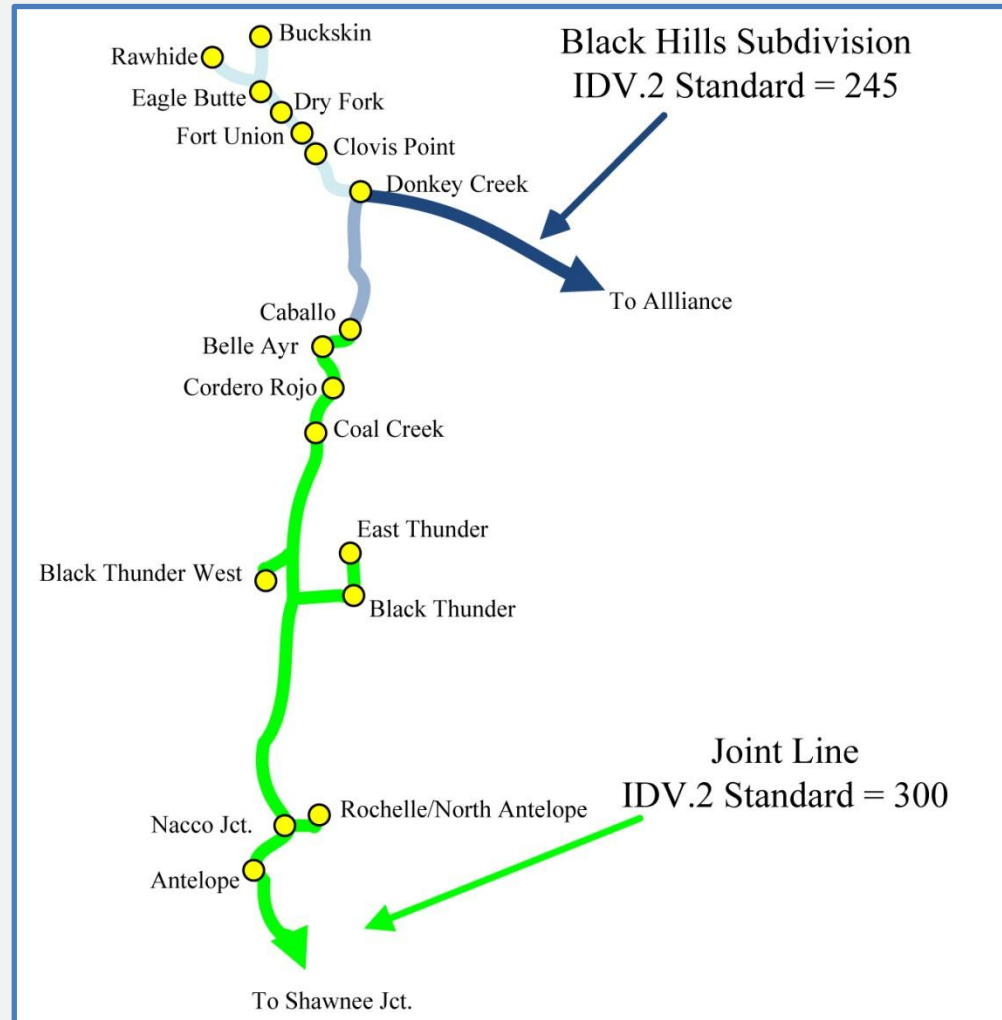 Buckskin
Rawhide
Eagle Butte
Dry Fork
Fort Union
Clovis Point
Donkey Creek
Black Hills Subdivision
IDV.2 Standard = 245
To Allliance
Caballo
Belle Ayr
Cordero Rojo
Coal Creek
East Thunder
Black Thunder West
Black Thunder
Joint Line
IDV.2 Standard = 300
Rochelle/North Antelope
Nacco Jct.
Antelope
To Shawnee Jct.